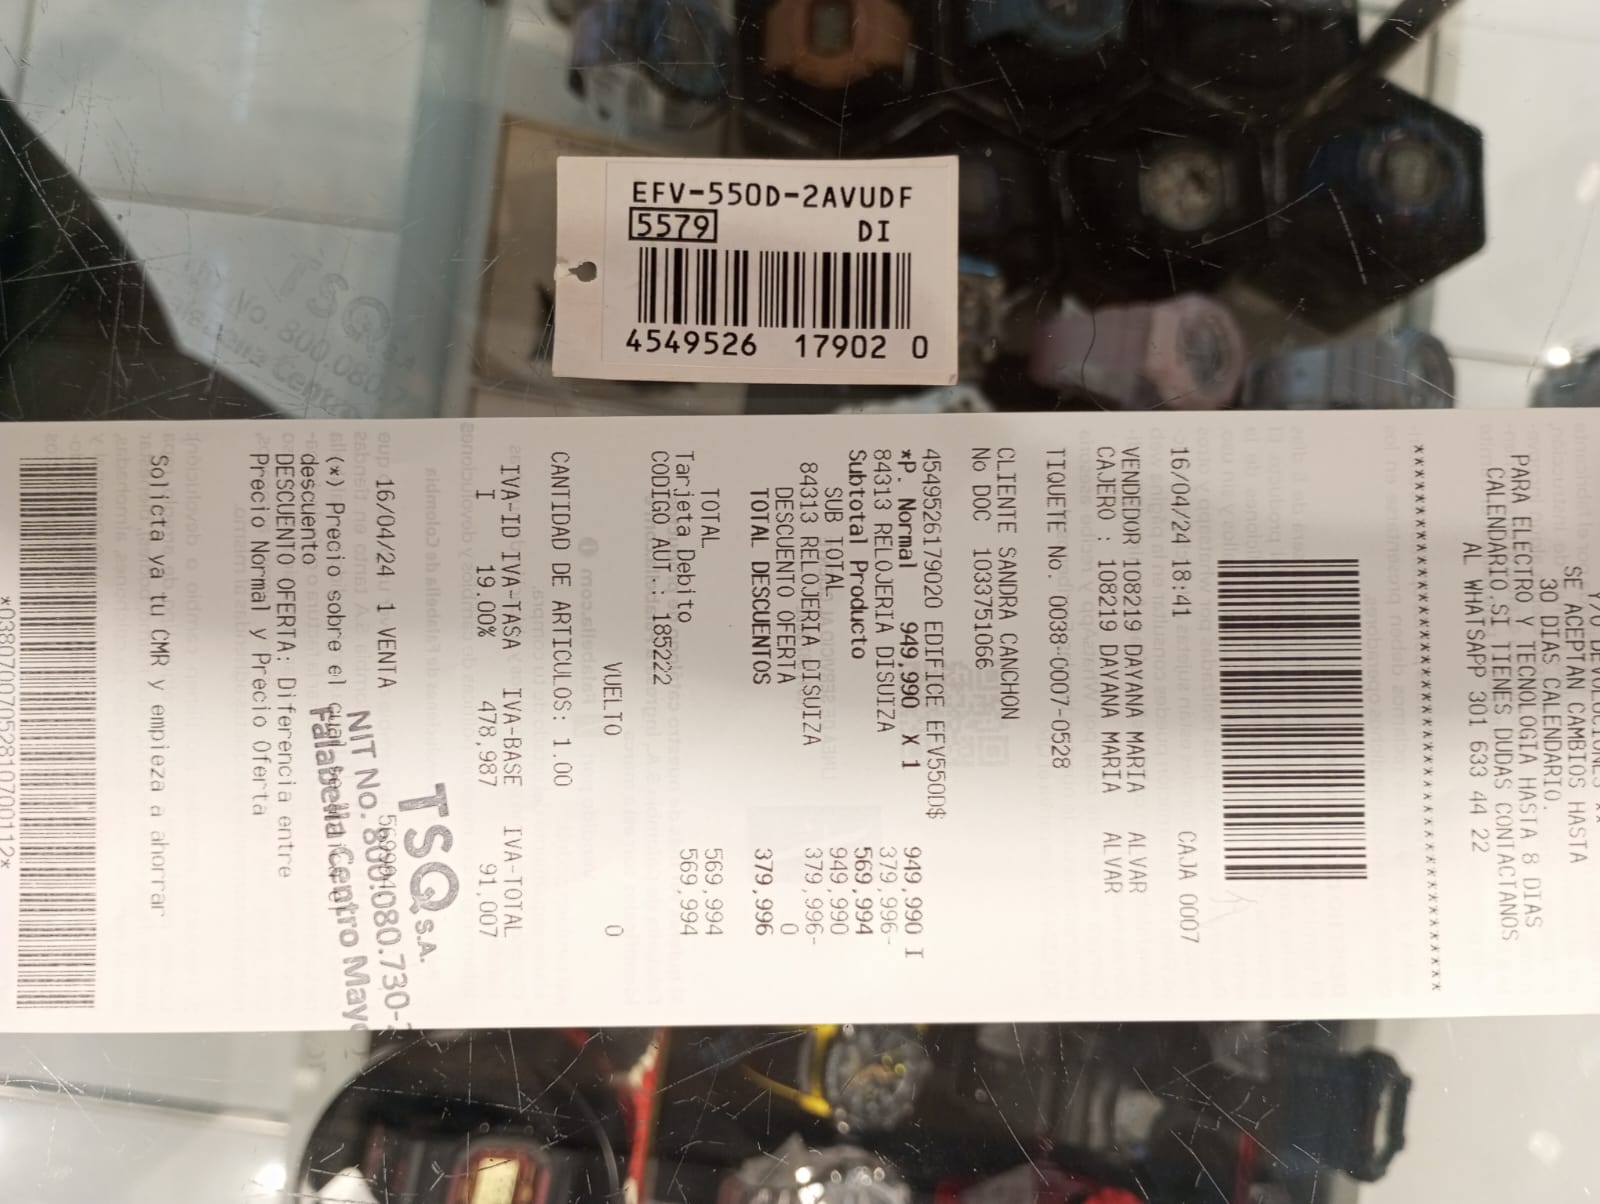 EFV-550D-2AVUDF
5579 DI
4549526 17902 0
SE ACEPTAN CAMBIOS HASTA
30 DIAS CALENDARIO.
PARA ELECTRO Y TECNOLOGIA HASTA 8 DIAS
CALENDARIO.SI TIENES DUDAS CONTACTANOS
AL WHATSAPP 301 633 44 22
16/04/24 18:41 CAJA 0007
VENDEDOR 108219 DAYANA MARIA ALVAR
CAJERO : 108219 DAYANA MARIA ALVAR
TIQUETE No. 0038-0007-0528
CLIENTE SANDRA CANCHON
No DOC 1033751066
4549526179020 EDIFICE EFV550D$ 949,990 I
*P. Normal 949,990 X 1
84313 RELOJERIA DISUIZA 379,996-
Subtotal Producto 569,994
SUB TOTAL 949,990
84313 RELOJERIA DISUIZA 379,996-
DESCUENTO OFERTA 0
TOTAL DESCUENTOS 379,996
TOTAL 569,994
Tarjeta Debito 569,994
CODIGO AUT.: 185222
VUELTO 0
CANTIDAD DE ARTICULOS: 1.00
IVA-ID IVA-TASA IVA-BASE IVA-TOTAL
I 19.00% 478,987 91,007
TSQ S.A.
NIT No. 800.080.730-
Falabella Centro Mayo
16/04/24 1 VENTA
(*) Precio sobre el cual
descuento
DESCUENTO OFERTA: Diferencia entre
Precio Normal y Precio Oferta
Solicta ya tu CMR y empieza a ahorrar
*03807007052810700112*